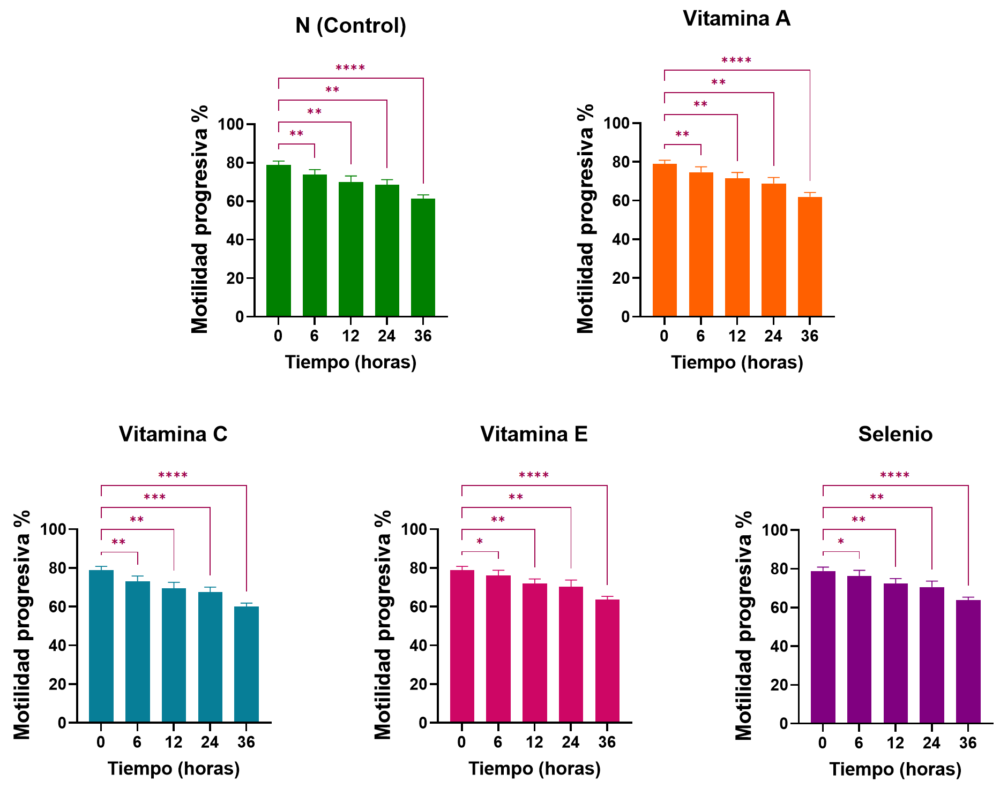 N (Control)
****
**
**
**
Motilidad progresiva %
100
80
60
40
20
0
0 6 12 24 36
Tiempo (horas)
Vitamina A
****
**
**
**
Motilidad progresiva %
100
80
60
40
20
0
0 6 12 24 36
Tiempo (horas)
Vitamina C
****
***
**
**
Motilidad progresiva %
100
80
60
40
20
0
0 6 12 24 36
Tiempo (horas)
Vitamina E
****
**
**
*
Motilidad progresiva %
100
80
60
40
20
0
0 6 12 24 36
Tiempo (horas)
Selenio
****
**
**
*
Motilidad progresiva %
100
80
60
40
20
0
0 6 12 24 36
Tiempo (horas)